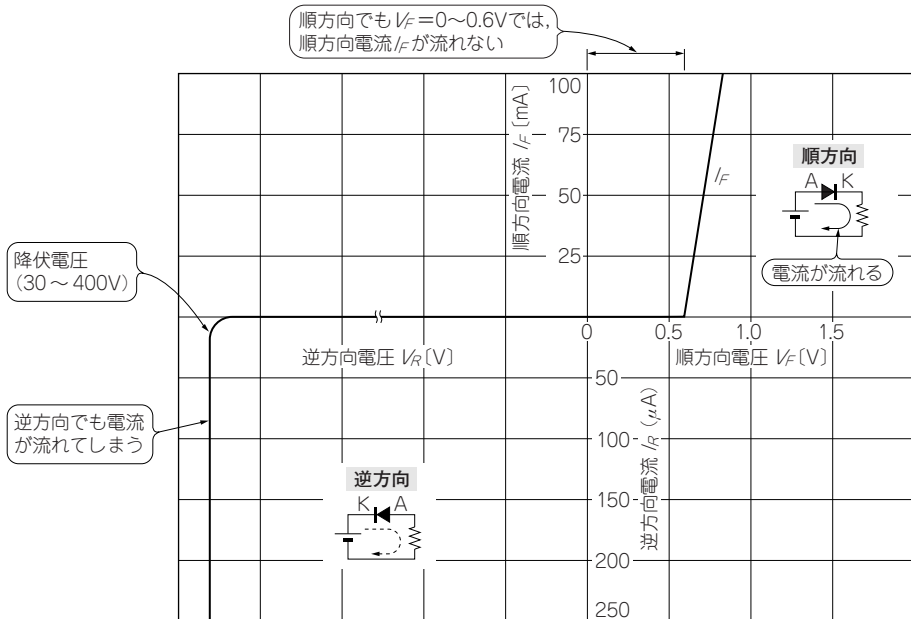 順方向でもVF＝0〜0.6Vでは，
順方向電流IFが流れない
順方向電流 IF〔mA〕
100
75
50
25
IF
順方向
A K
電流が流れる
降伏電圧
(30〜400V)
0
0.5
1.0
1.5
逆方向電圧 VR〔V〕
順方向電圧 VF〔V〕
逆方向でも電流
が流れてしまう
50
100
150
200
250
逆方向電流 IR (μA)
逆方向
K A